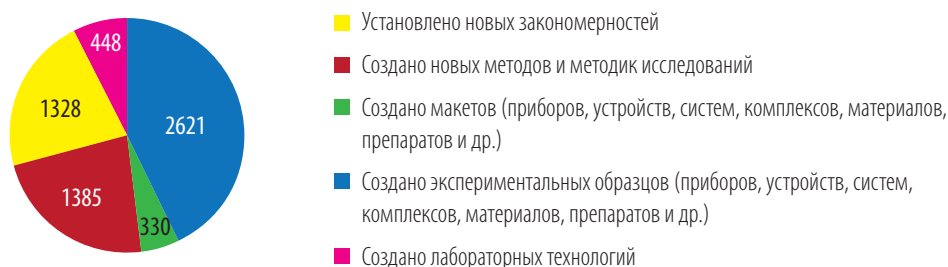 448
1328
2621
1385
330
Установлено новых закономерностей
Создано новых методов и методик исследований
Создано макетов (приборов, устройств, систем, комплексов, материалов,
препаратов и др.)
Создано экспериментальных образцов (приборов, устройств, систем,
комплексов, материалов, препаратов и др.)
Создано лабораторных технологий